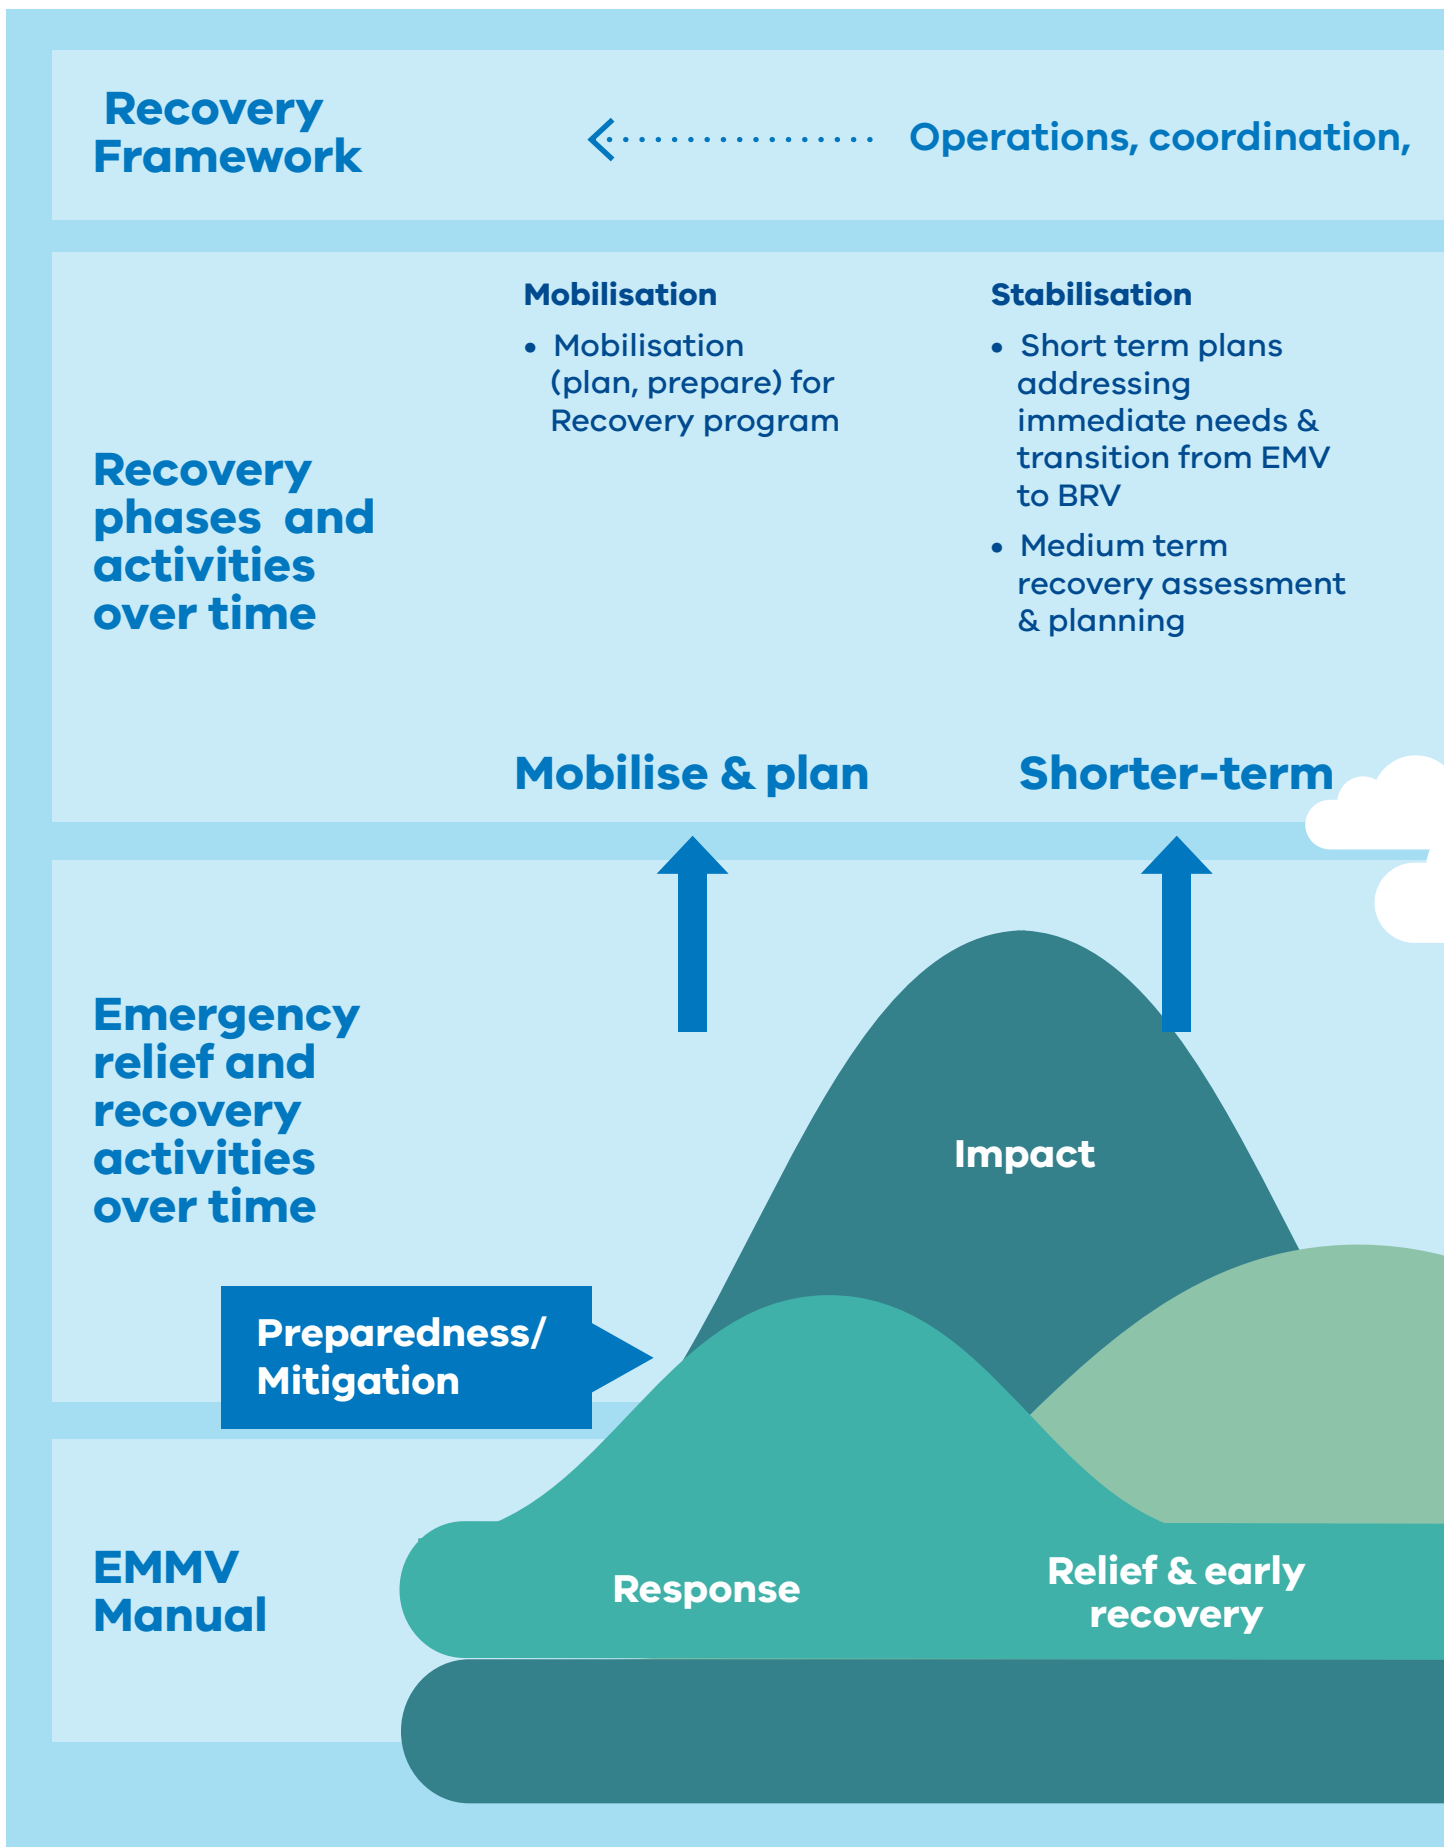 Recovery
Framework
Operations, coordination,
Recovery
phases and
activities
over time
Mobilisation
• Mobilisation
(plan, prepare) for
Recovery program
Stabilisation
• Short term plans
addressing
immediate needs &
transition from EMV
to BRV
• Medium term
recovery assessment
& planning
Mobilise & plan
Shorter-term
Emergency
relief and
recovery
activities
over time
Impact
Preparedness/
Mitigation
EMMV
Manual
Response
Relief & early
recovery